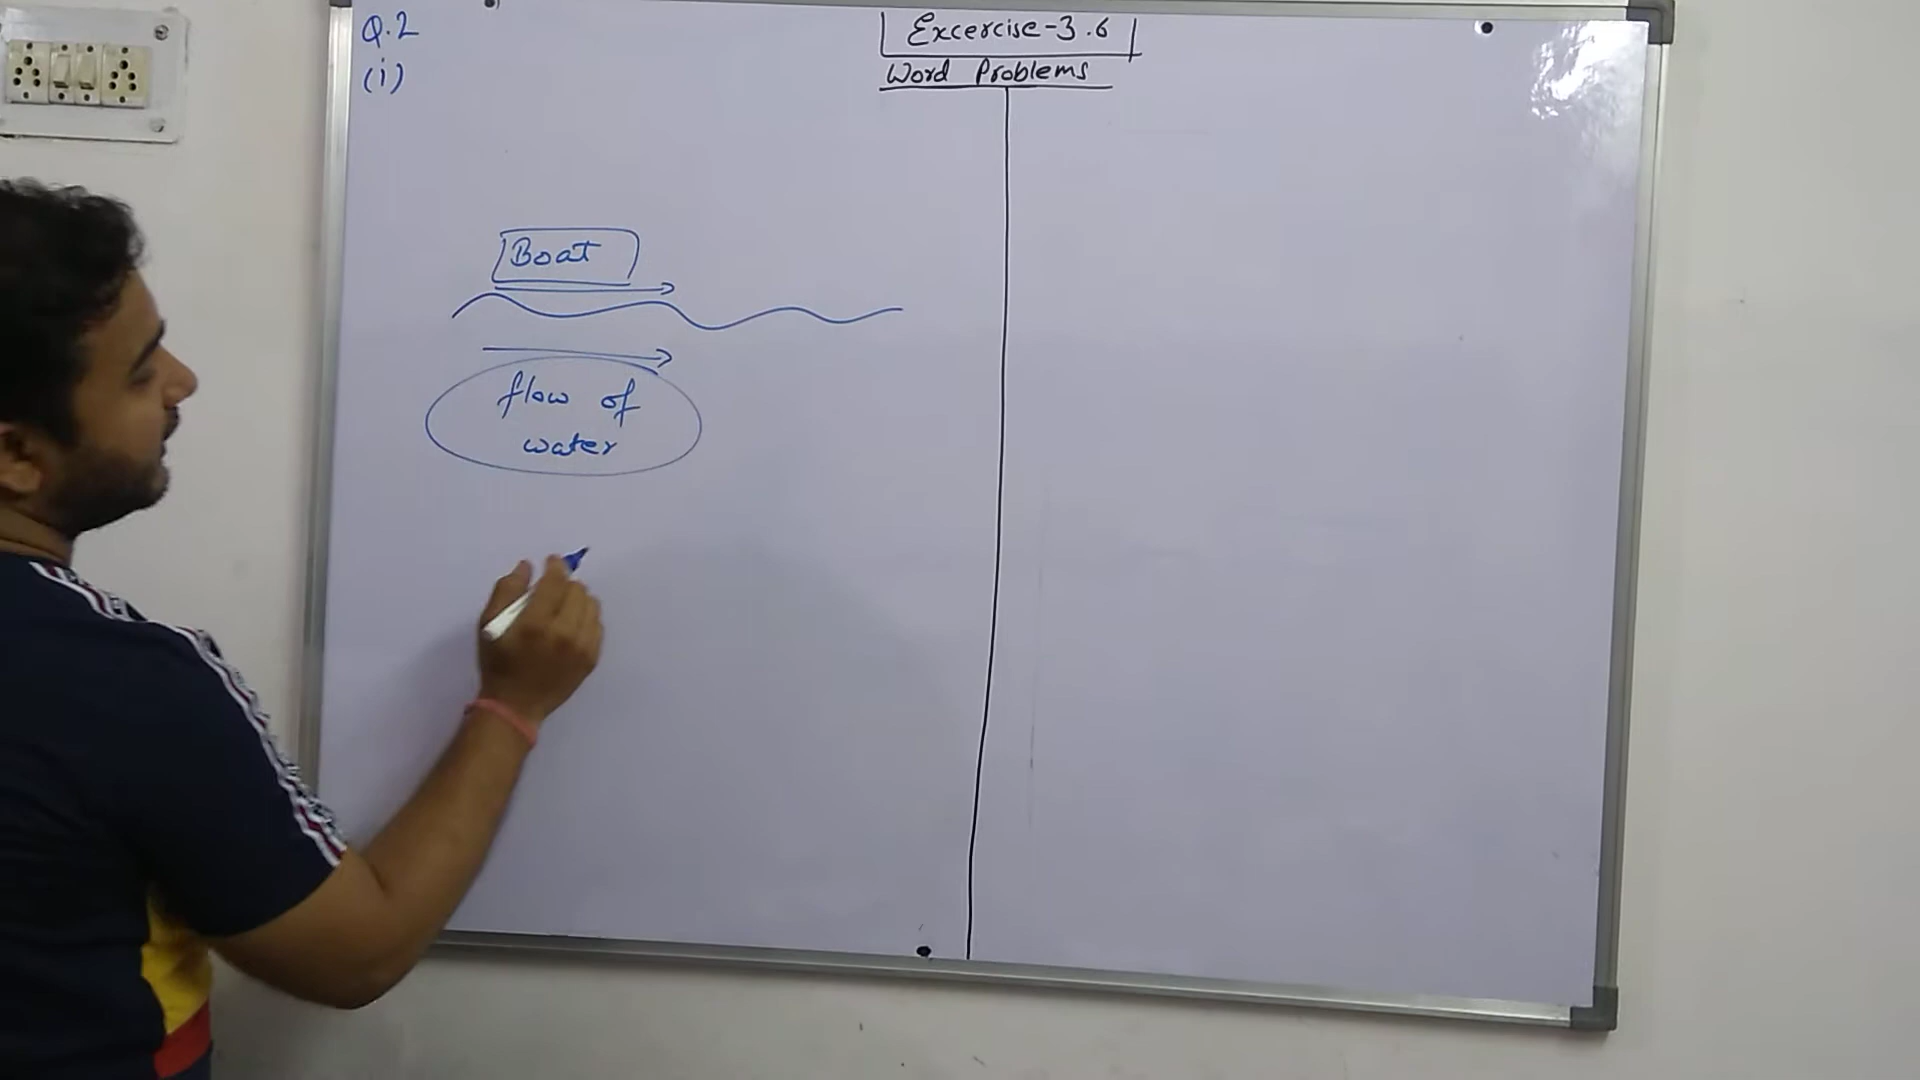 Q.2
(i)
Excercise-3.6
Word Problems
Boat
flow of
water